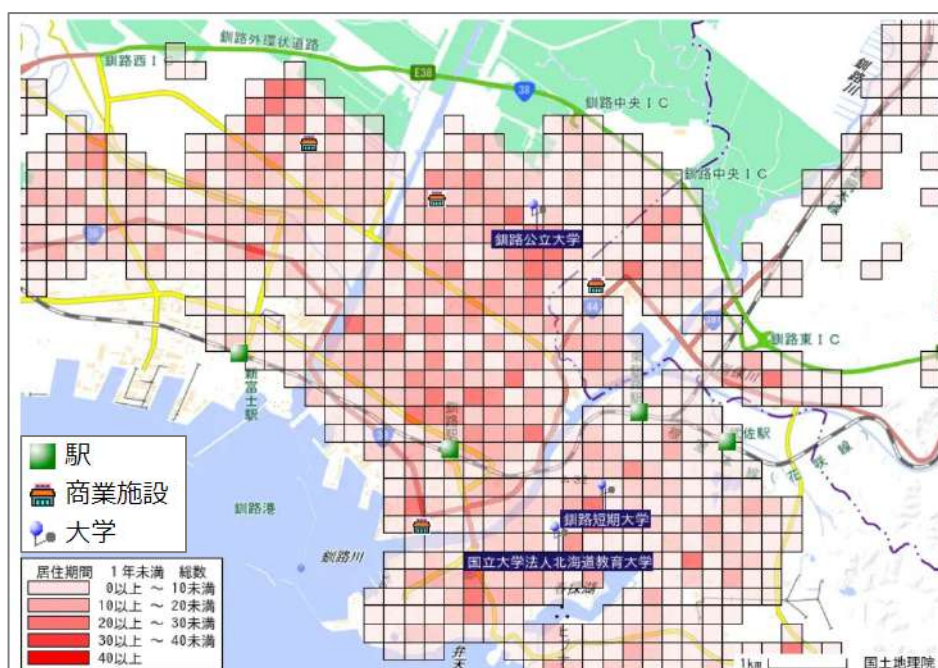 釧路外環状道路
釧路西IC
E38
38
釧路川
釧路中央IC
釧路中央IC
釧路公立大学
44
釧路東IC
新富士駅
釧路駅
東釧路駅
佐駅
(花咲線)
駅
商業施設
大学
釧路港
釧路川
釧路短期大学
国立大学法人北海道教育大学
春採湖
居住期間 1年未満 総数
0以上 ~ 10未満
10以上 ~ 20未満
20以上 ~ 30未満
30以上 ~ 40未満
40以上
1km
国土地理院